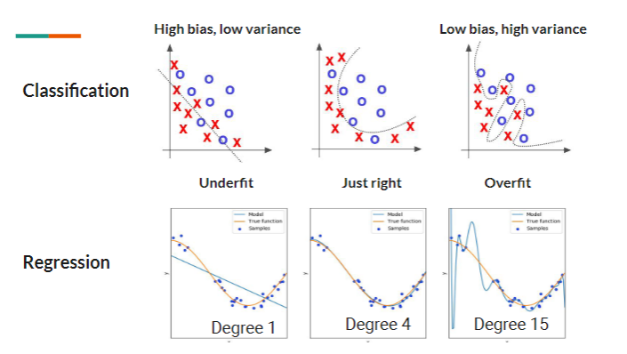 High bias, low variance
Low bias, high variance
Classification
Underfit
Just right
Overfit
Regression
Model
True function
Samples
Degree 1
Model
True function
Samples
Degree 4
Model
True function
Samples
Degree 15